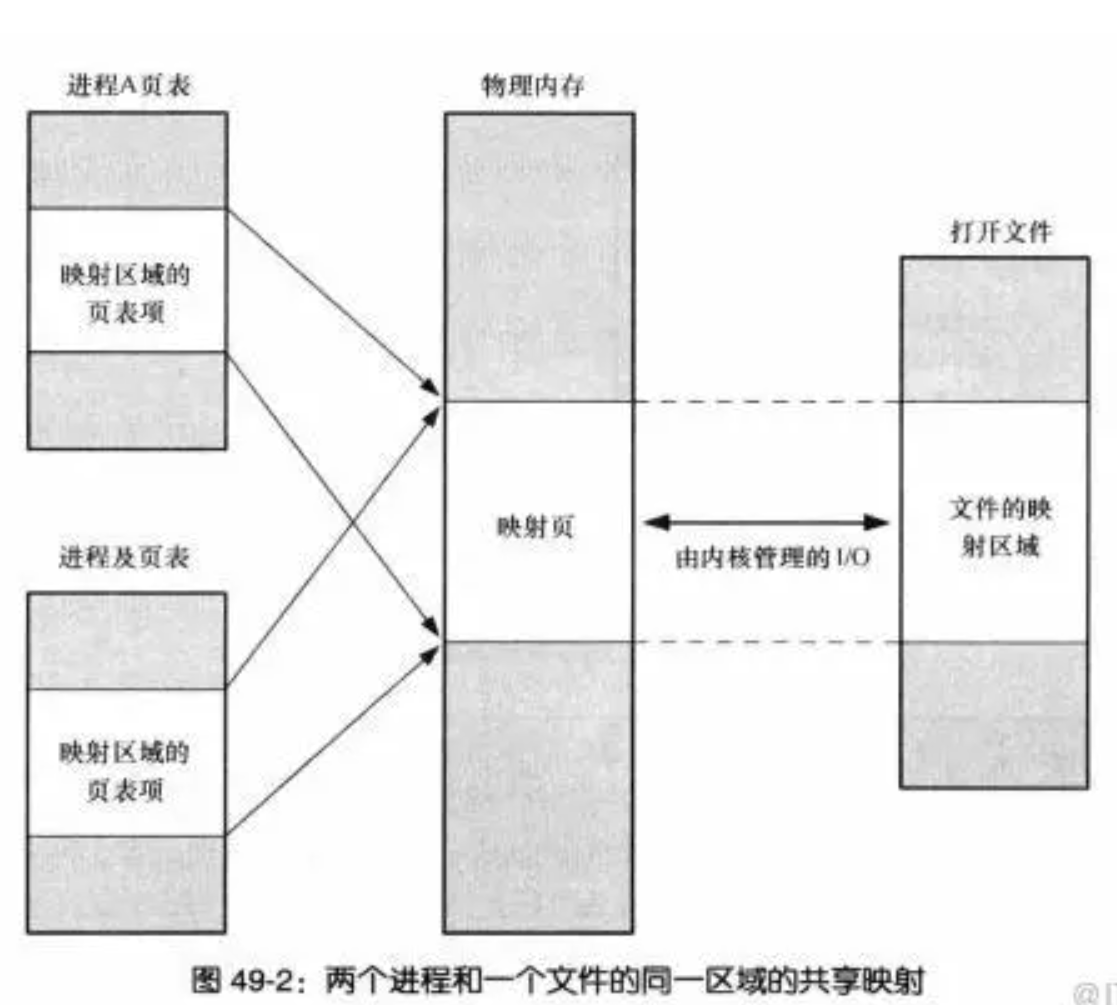 进程A页表
物理内存
打开文件
映射区域的
页表项
映射页
由内核管理的 I/O
文件的映
射区域
进程及页表
映射区域的
页表项
图 49-2：两个进程和一个文件的同一区域的共享映射